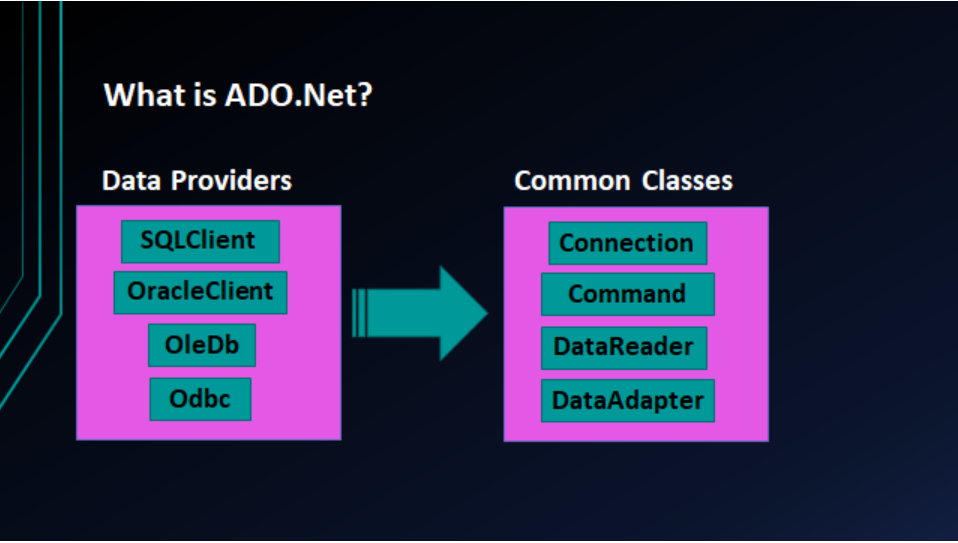 What is ADO.Net?
Data Providers
SQLClient
OracleClient
OleDb
Odbc
Common Classes
Connection
Command
DataReader
DataAdapter